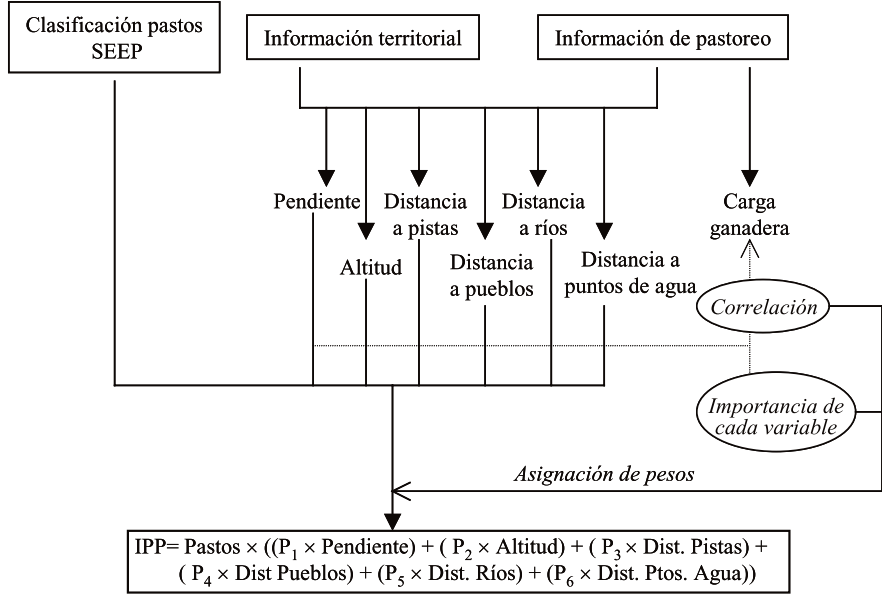 Clasificación pastos
SEEP
Información territorial
Información de pastoreo
Pendiente
Distancia
a pistas
Distancia
a ríos
Carga
ganadera
Altitud
Distancia
a pueblos
Distancia a
puntos de agua
Correlación
Importancia de
cada variable
Asignación de pesos
IPP= Pastos × ((P1 × Pendiente) + ( P2 × Altitud) + ( P3 × Dist. Pistas) +
( P4 × Dist Pueblos) + (P5 × Dist. Ríos) + (P6 × Dist. Ptos. Agua))